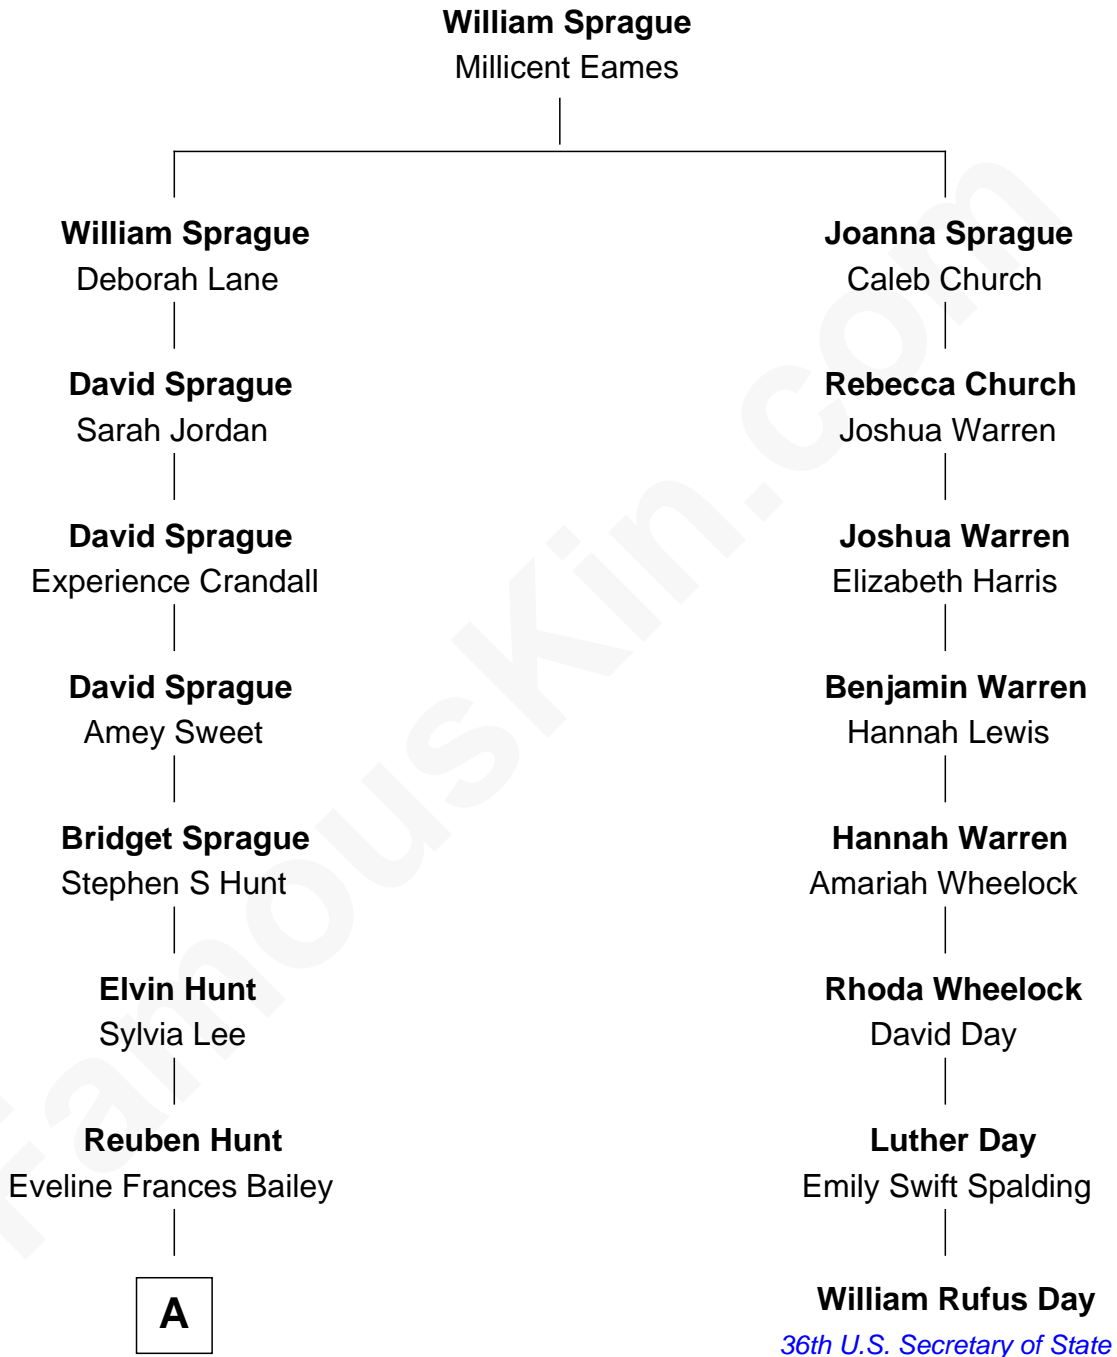 William Sprague
Millicent Eames
William Sprague
Deborah Lane
Joanna Sprague
Caleb Church
David Sprague
Sarah Jordan
Rebecca Church
Joshua Warren
David Sprague
Experience Crandall
Joshua Warren
Elizabeth Harris
David Sprague
Amey Sweet
Benjamin Warren
Hannah Lewis
Bridget Sprague
Stephen S Hunt
Hannah Warren
Amariah Wheelock
Elvin Hunt
Sylvia Lee
Rhoda Wheelock
David Day
Reuben Hunt
Eveline Frances Bailey
Luther Day
Emily Swift Spalding
A
William Rufus Day
36th U.S. Secretary of State
FamousKin.com